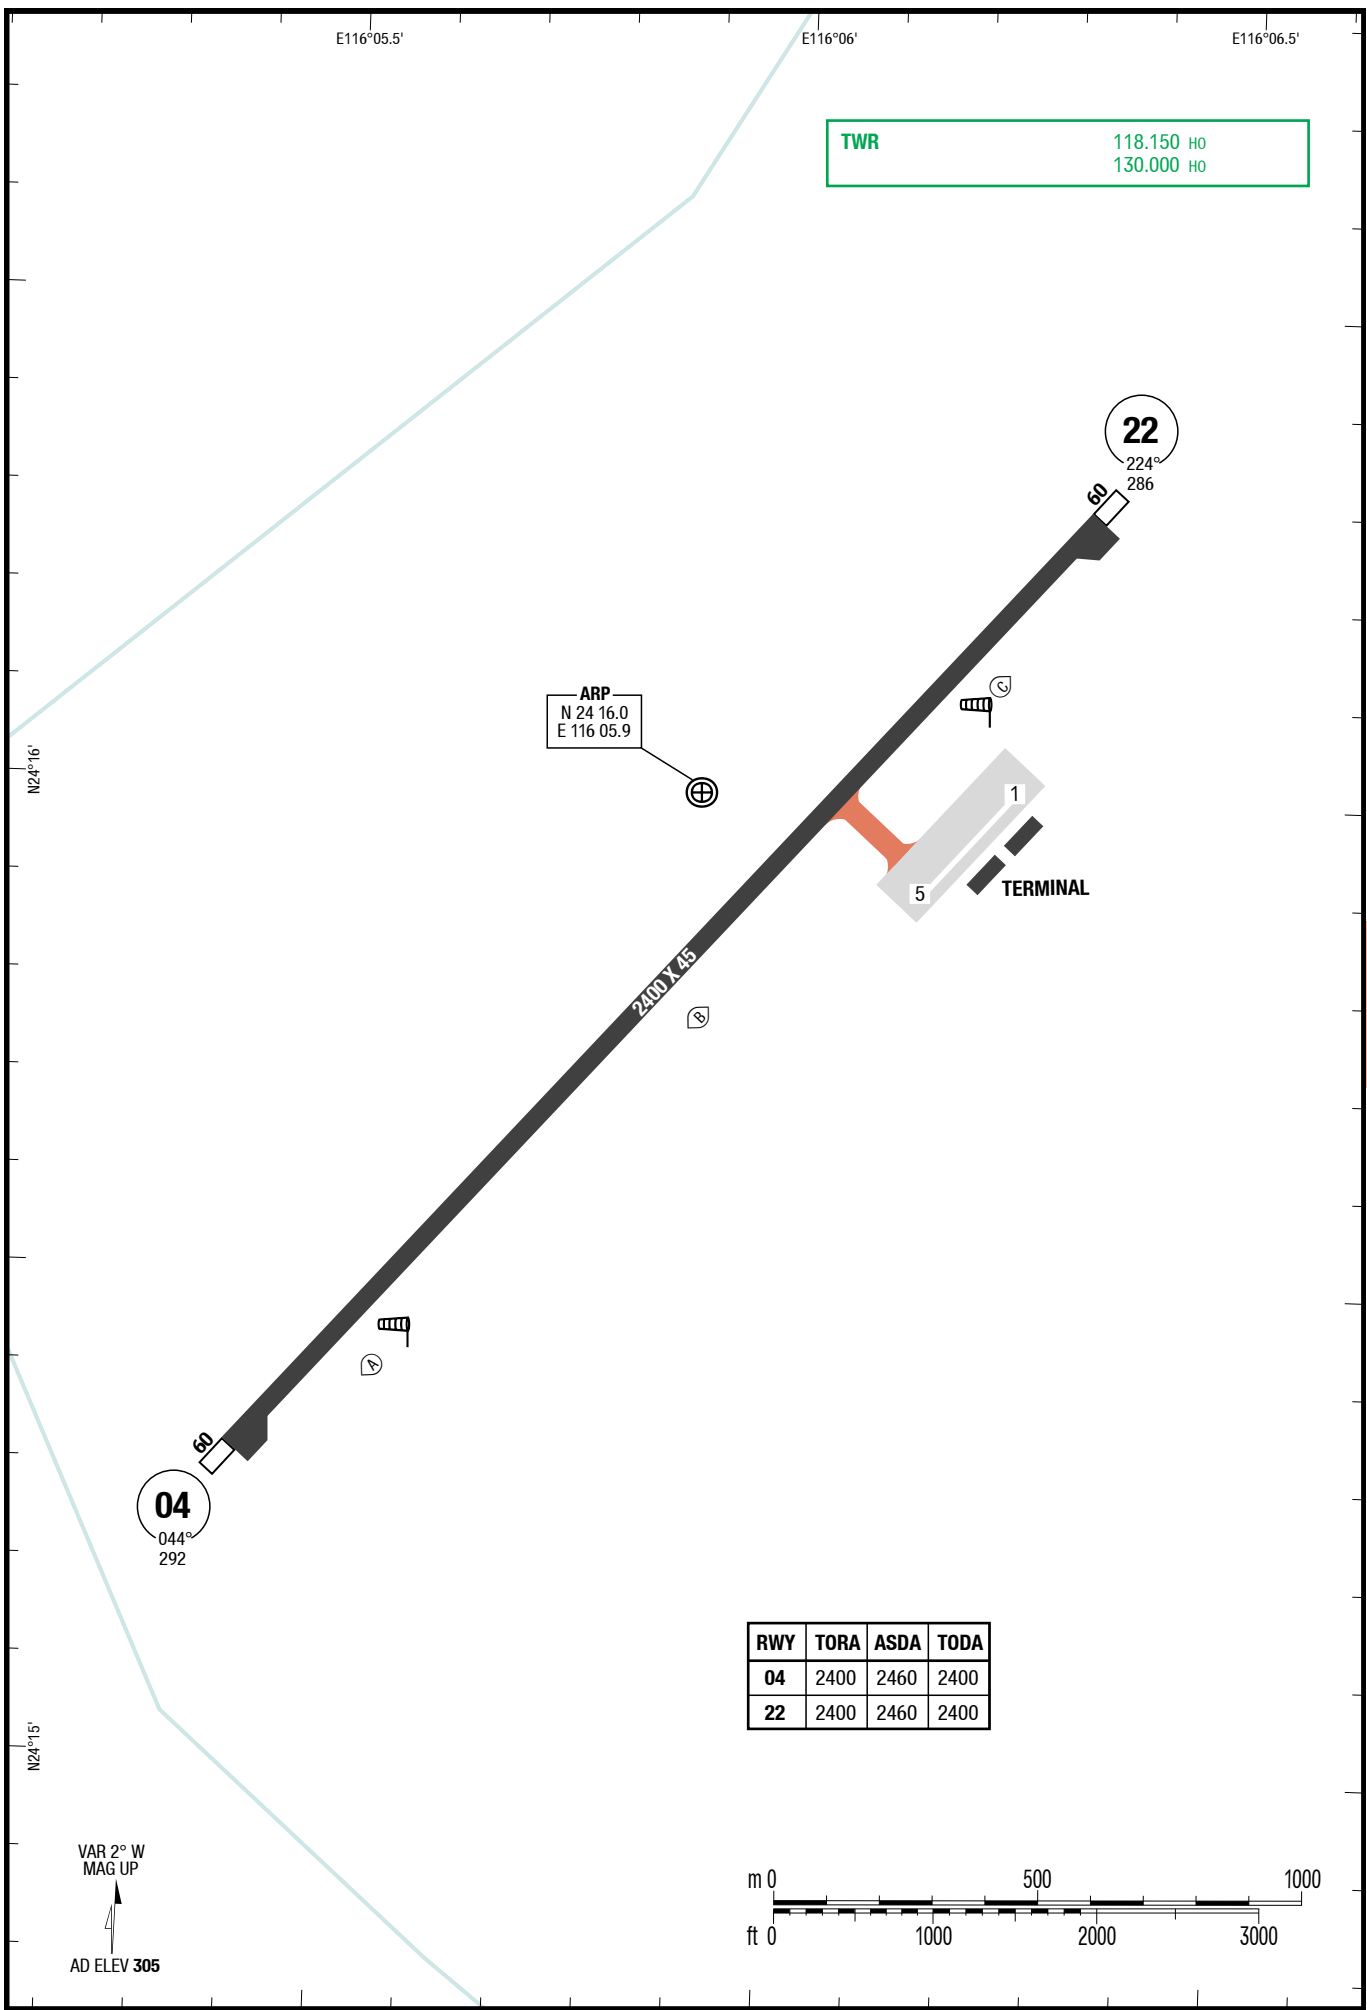 E116°05.5' E116°06' E116°06.5'
TWR 118.150 HO
130.000 HO
22
224°
286
60
ARP
N 24 16.0
E 116 05.9
C
N24°16'
1
5
TERMINAL
2400 X 45
B
A
60
04
044°
292
RWY TORA ASDA TODA
04 2400 2460 2400
22 2400 2460 2400
N24°15'
VAR 2° W
MAG UP
AD ELEV 305
m 0 500 1000
ft 0 1000 2000 3000